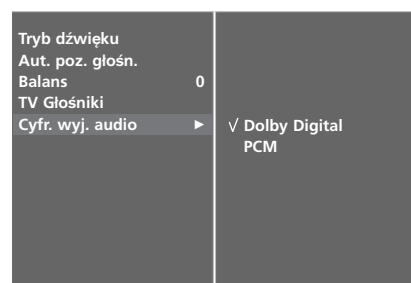 Tryb dźwięku
Aut. poz. głośn.
Balans 0
TV Głośniki
Cyfr. wyj. audio ►
√ Dolby Digital
PCM